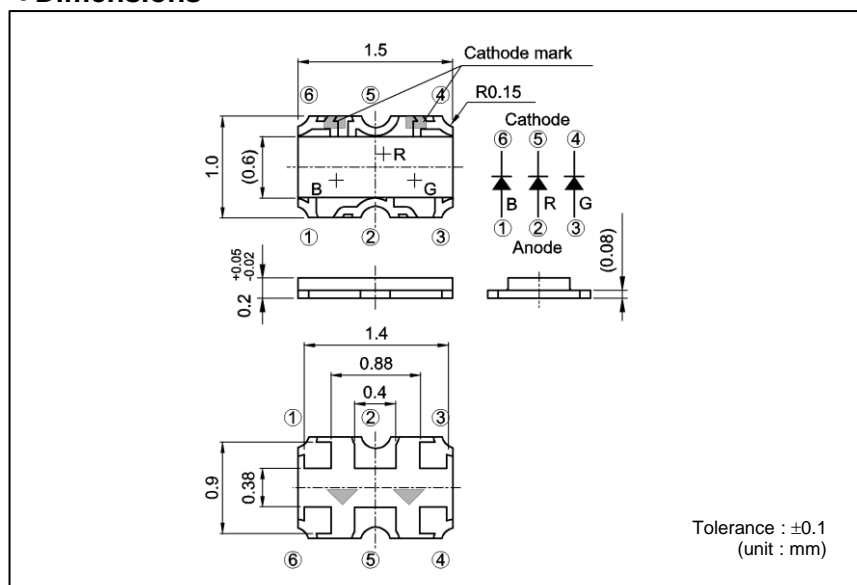 Dimensions
1.5
Cathode mark
⑥ ⑤ ④
R0.15
1.0
(0.6)
R
B
G
① ② ③
Cathode
⑥ ⑤ ④
B R G
① ② ③
Anode
(0.08)
+0.05
-0.02
0.2
1.4
0.88
0.4
① ② ③
0.9
0.38
⑥ ⑤ ④
Tolerance : ±0.1
(unit : mm)